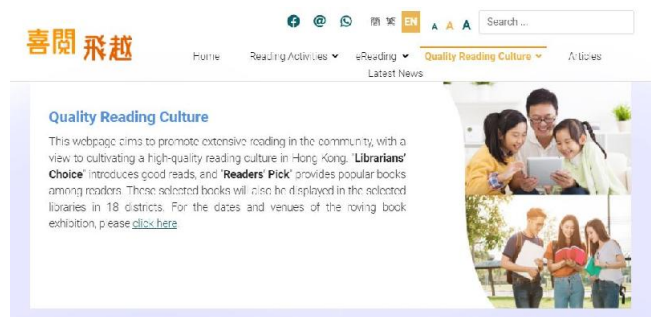 喜閱飛越
簡 繁 EN A A A Search ...
Home Reading Activities eReading Quality Reading Culture Articles
Latest News
Quality Reading Culture
This webpage aims to promote extensive reading in the community, with a
view to cultivating a high-quality reading culture in Hong Kong. "Librarians'
Choice" introduces good reads, and "Readers' Pick" provides popular books
among readers. These selected books will also be displayed in the selected
libraries in 18 districts. For the dates and venues of the roving book
exhibition, please click here.